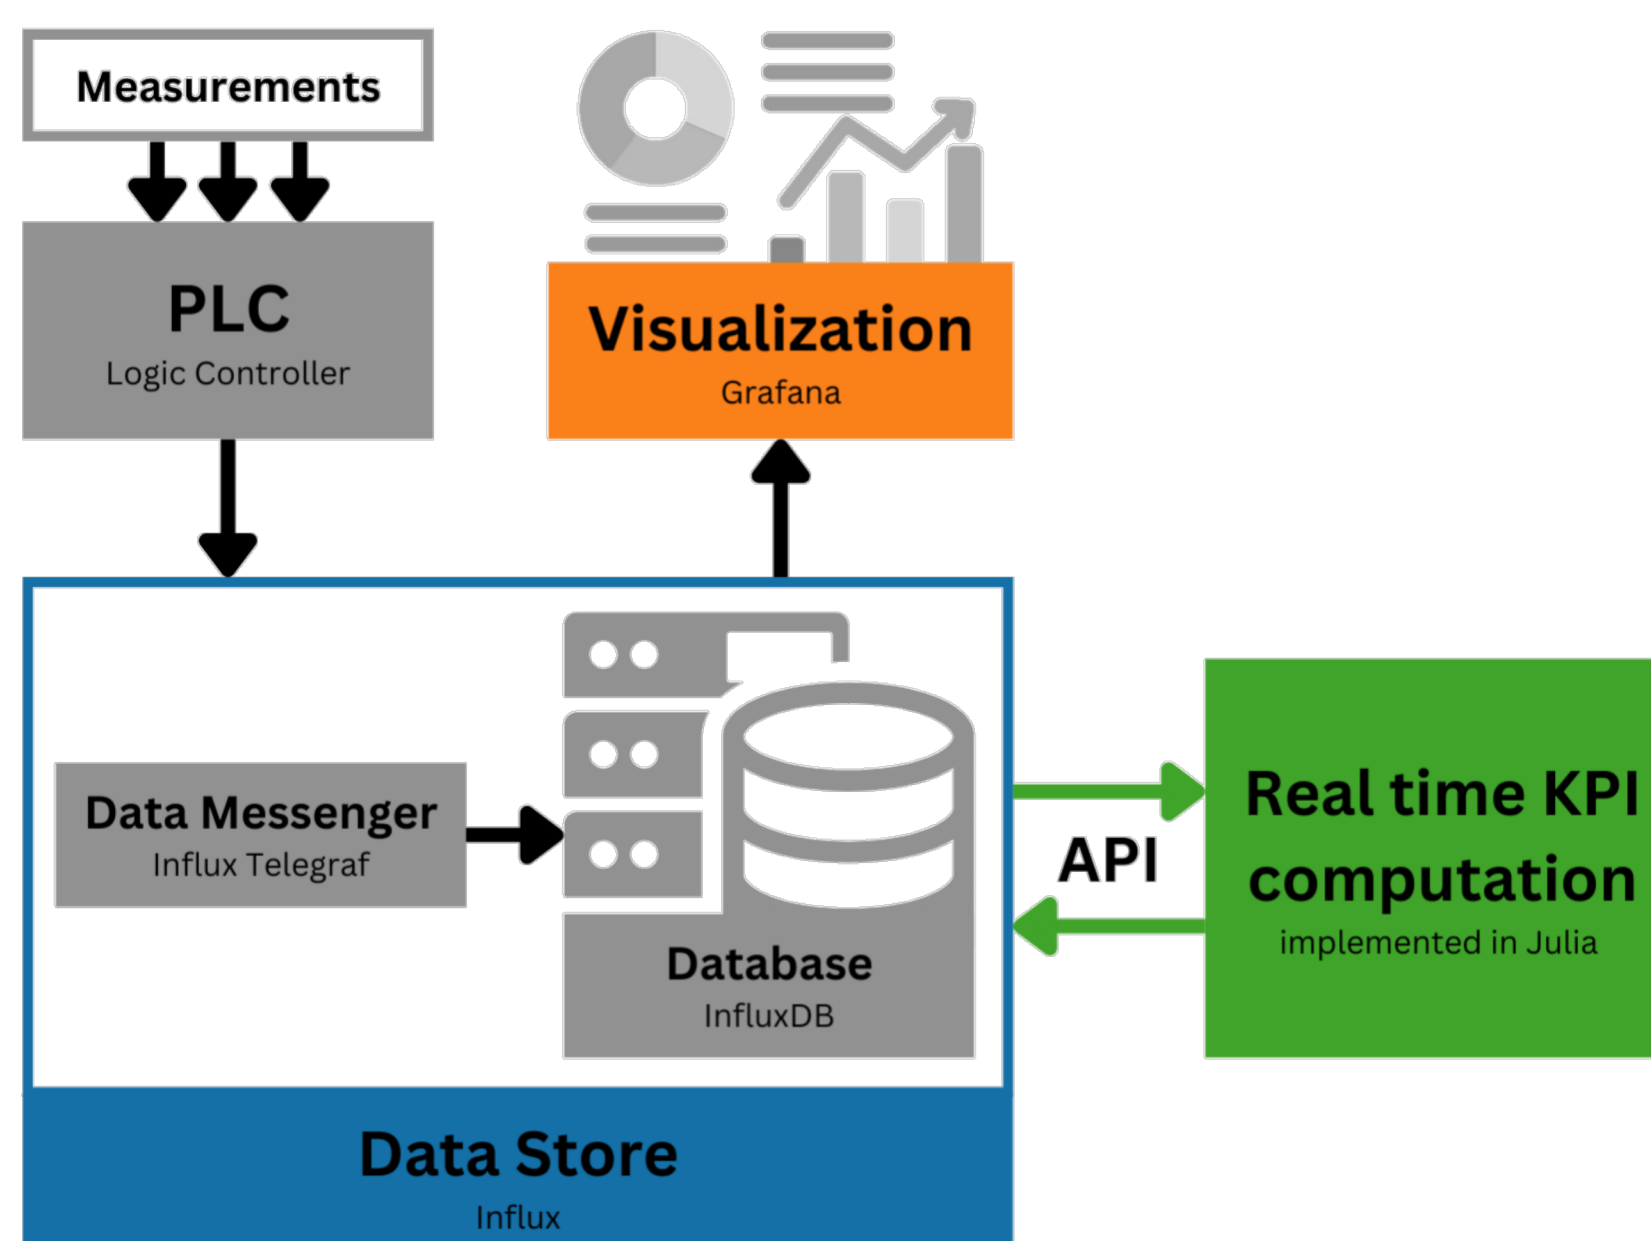 Measurements
PLC
Logic Controller
Visualization
Grafana
Data Messenger
Influx Telegraf
Database
InfluxDB
API
Real time KPI
computation
implemented in Julia
Data Store
Influx